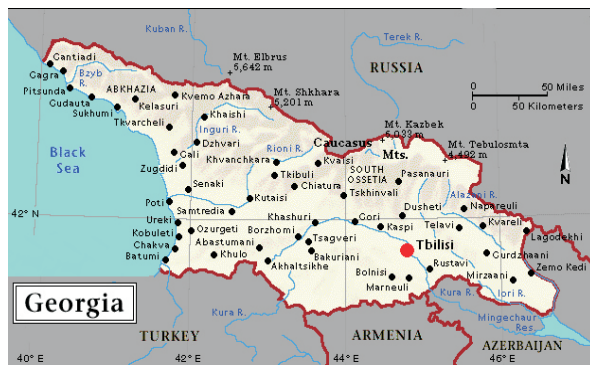 Kuban R.
Terek R.
Gantiadi
Mt. Elbrus
5,642 m
RUSSIA
50 Miles
50 Kilometers
0
0
Gagra
Bzyb
R.
Pitsunda
ABKHAZIA
Kvemo Azhara
Mt. Shkhara
5,201 m
Gudauta
Kelasuri
Sukhumi
Khaishi
Tkvarcheli
Inguri R.
Mt. Kazbek
5,033 m
Dzhvari
Rioni R.
Caucasus
Mts.
Mt. Tebulosmta
4,492 m
Black
Sea
Gali
Khvanchkara
Kvaisi
Zugdidi
Tkibuli
SOUTH
OSSETIA
Pasanauri
N
Senaki
Chiatura
Tskhinvali
Alazani R.
Poti
Kutaisi
Dusheti
Napareuli
42° N
Samtredia
Ureki
Khashuri
Gori
Kaspi
Telavi
Kvareli
Kobuleti
Ozurgeti
Borzhomi
Tsagveri
Tbilisi
Lagodekhi
Chakva
Abastumani
Bakuriani
Gurdzhaani
Batumi
Khulo
Akhaltsikhe
Bolnisi
Rustavi
Zemo Kedi
Marneuli
Mirzaani
Kura R.
Iori R.
Georgia
Kura R.
Mingechaur
Res.
TURKEY
ARMENIA
AZERBAIJAN
40° E
42° E
44° E
46° E